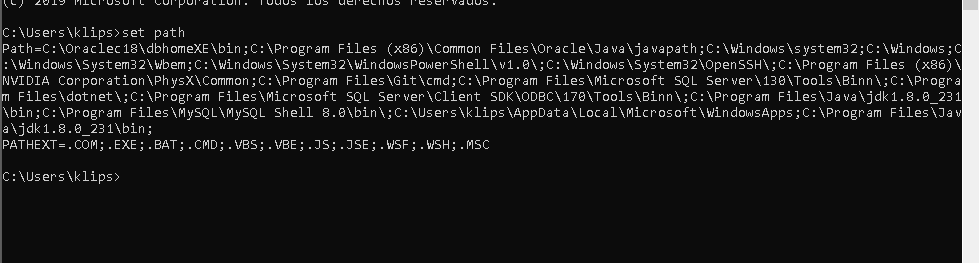 (c) 2019 Microsoft Corporation. Todos los derechos reservados.
C:\Users\klips>set path
Path=C:\Oraclec18\dbhomeXE\bin;C:\Program Files (x86)\Common Files\Oracle\Java\javapath;C:\Windows\system32;C:\Windows;C
:\Windows\System32\Wbem;C:\Windows\System32\WindowsPowerShell\v1.0\;C:\Windows\System32\OpenSSH\;C:\Program Files (x86)\
NVIDIA Corporation\PhysX\Common;C:\Program Files\Git\cmd;C:\Program Files\Microsoft SQL Server\130\Tools\Binn\;C:\Progra
m Files\dotnet\;C:\Program Files\Microsoft SQL Server\Client SDK\ODBC\170\Tools\Binn\;C:\Program Files\Java\jdk1.8.0_231
\bin;C:\Program Files\MySQL\MySQL Shell 8.0\bin\;C:\Users\klips\AppData\Local\Microsoft\WindowsApps;C:\Program Files\Jav
a\jdk1.8.0_231\bin;
PATHEXT=.COM;.EXE;.BAT;.CMD;.VBS;.VBE;.JS;.JSE;.WSF;.WSH;.MSC
C:\Users\klips>